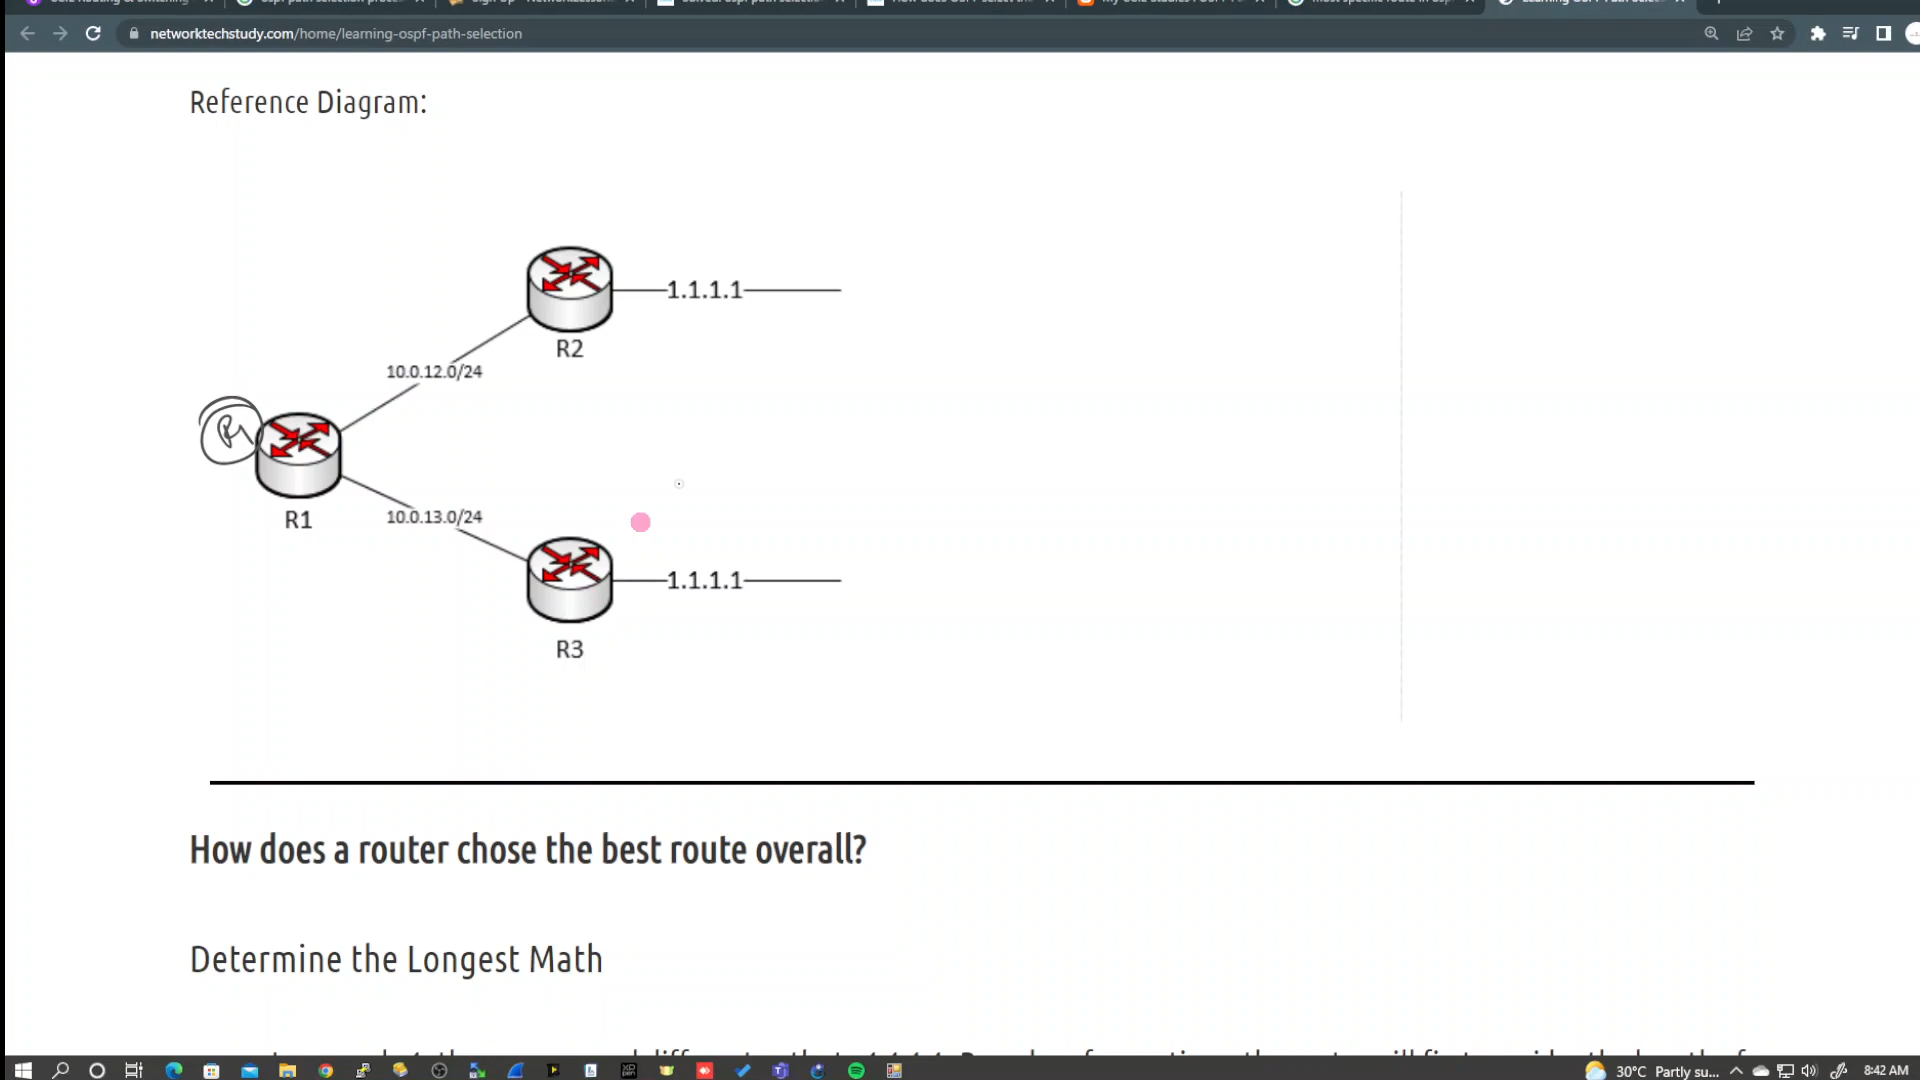 networktechstudy.com/home/learning-ospf-path-selection
Reference Diagram:
1.1.1.1
R2
10.0.12.0/24
R1
R1
10.0.13.0/24
1.1.1.1
R3
How does a router chose the best route overall?
Determine the Longest Math
30°C Partly su...
8:42 AM